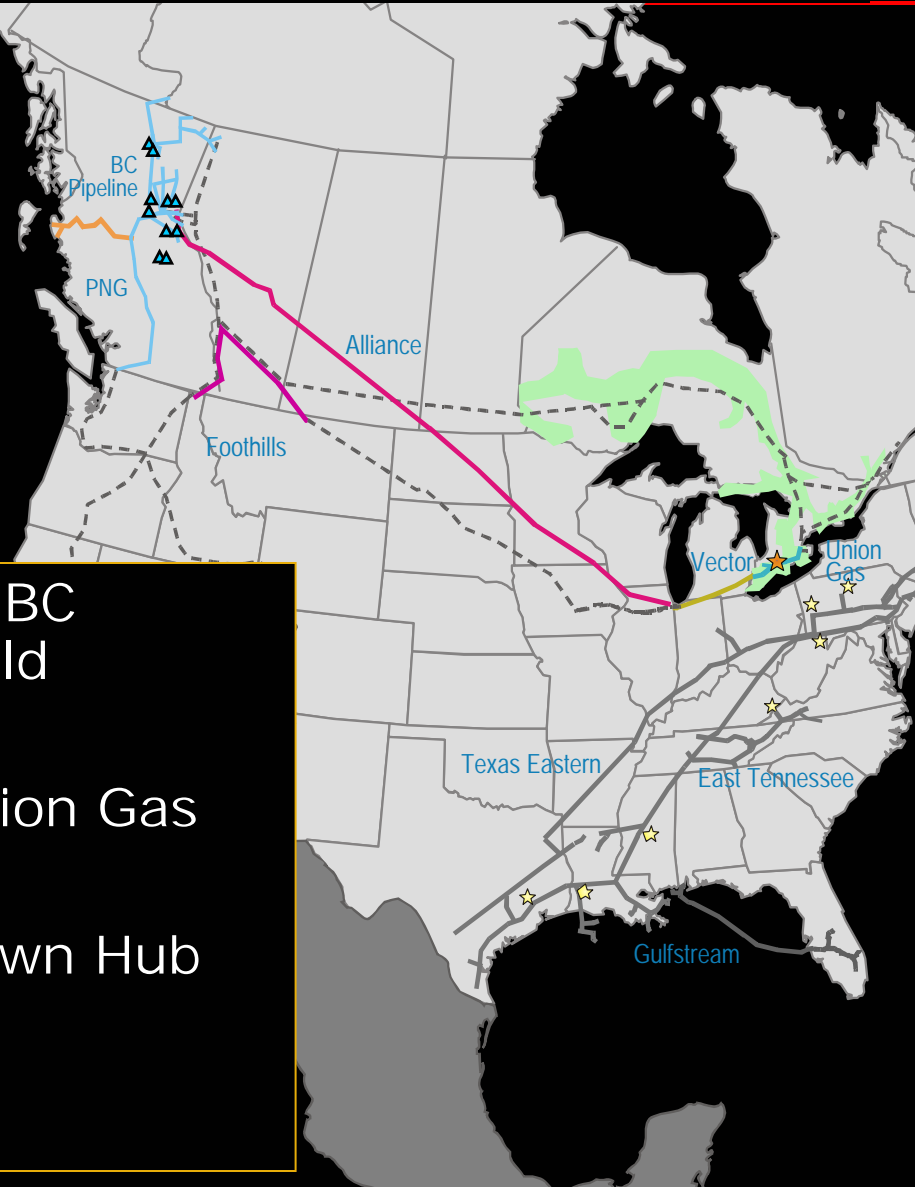 BC
Pipeline
PNG
Alliance
Foothills
Vector
Union
Gas
BC
ld
ion Gas
wn Hub
Texas Eastern
East Tennessee
Gulfstream